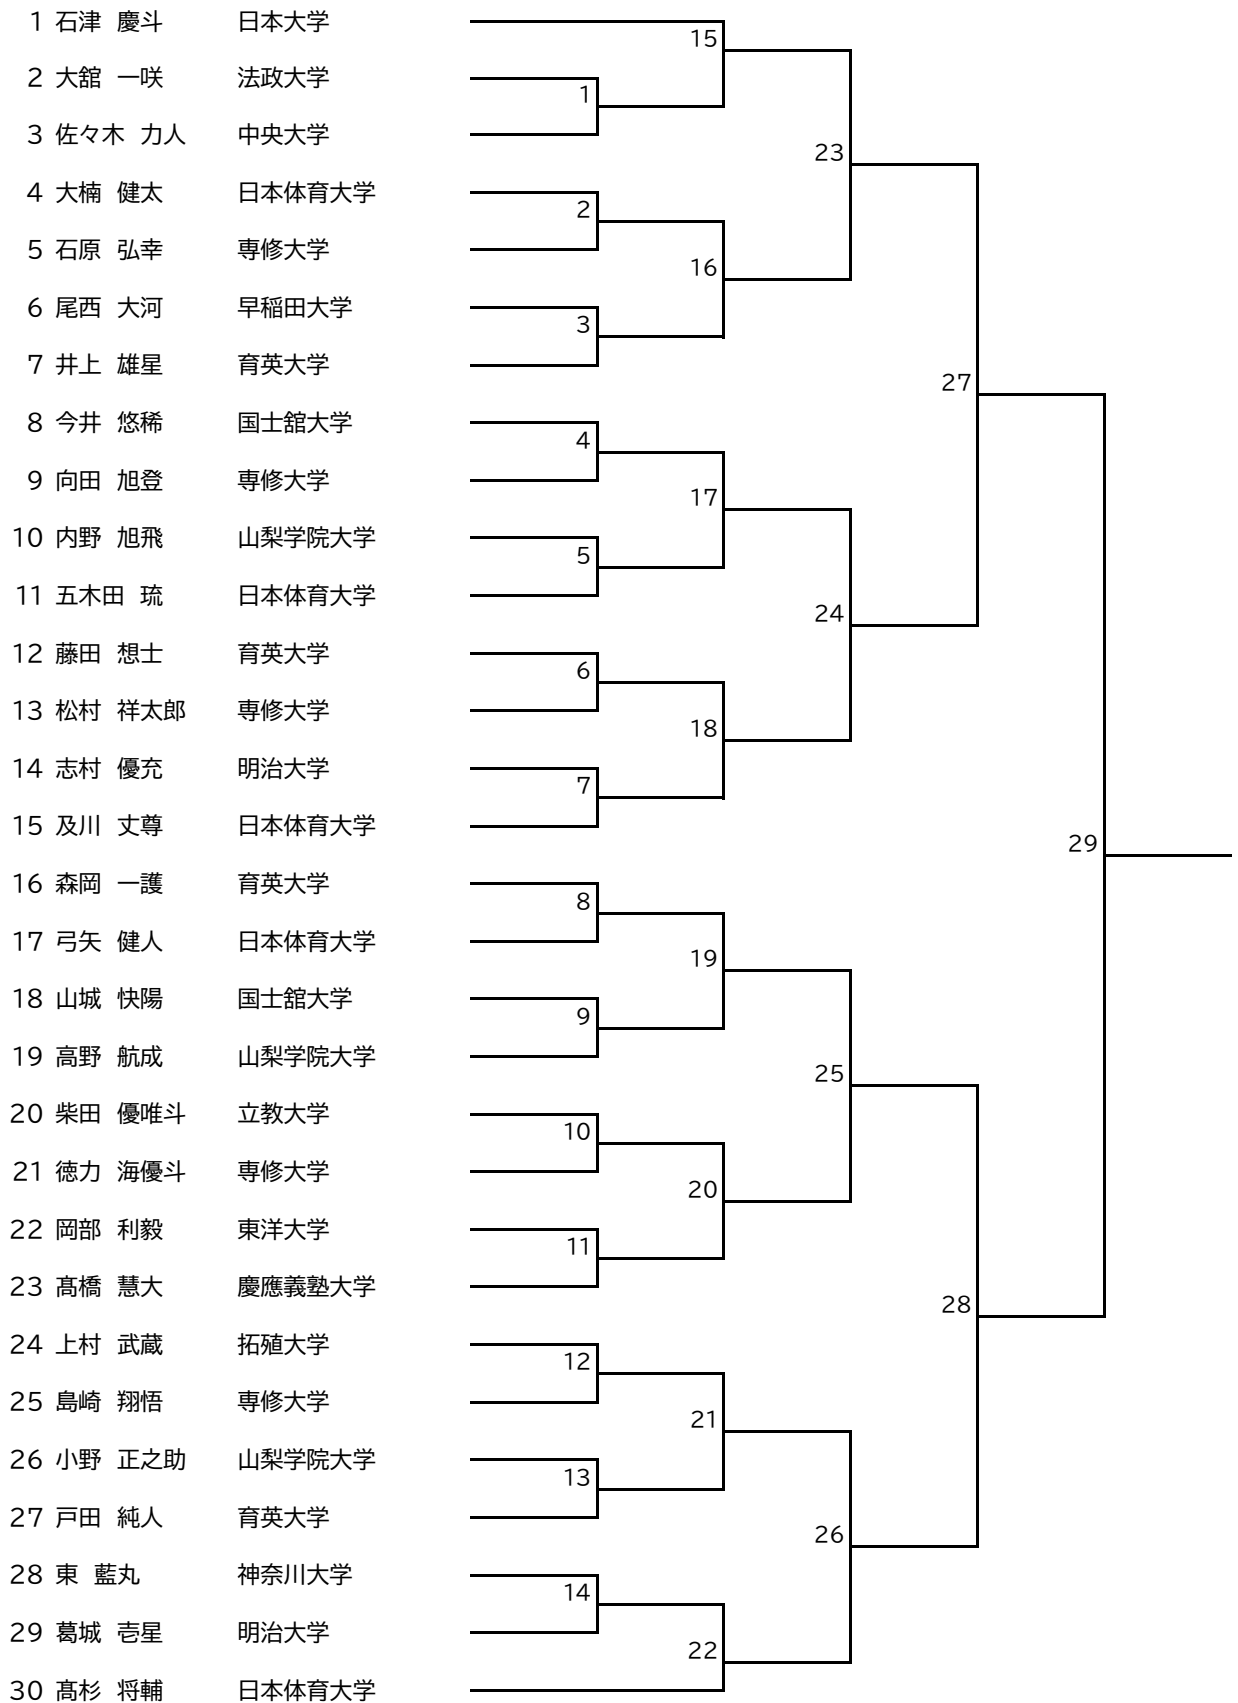 1 石津 慶斗 日本大学
15
2 大舘 一咲 法政大学
1
3 佐々木 力人 中央大学
23
4 大楠 健太 日本体育大学
2
5 石原 弘幸 専修大学
16
6 尾西 大河 早稲田大学
3
7 井上 雄星 育英大学
27
8 今井 悠稀 国士舘大学
4
9 向田 旭登 専修大学
17
10 内野 旭飛 山梨学院大学
5
11 五木田 琉 日本体育大学
24
12 藤田 想士 育英大学
6
13 松村 祥太郎 専修大学
18
14 志村 優充 明治大学
7
15 及川 丈尊 日本体育大学
29
16 森岡 一護 育英大学
8
17 弓矢 健人 日本体育大学
19
18 山城 快陽 国士舘大学
9
19 高野 航成 山梨学院大学
25
20 柴田 優唯斗 立教大学
10
21 徳力 海優斗 専修大学
20
22 岡部 利毅 東洋大学
11
23 髙橋 慧大 慶應義塾大学
28
24 上村 武蔵 拓殖大学
12
25 島崎 翔悟 専修大学
21
26 小野 正之助 山梨学院大学
13
27 戸田 純人 育英大学
26
28 東 藍丸 神奈川大学
14
29 葛城 壱星 明治大学
22
30 髙杉 将輔 日本体育大学